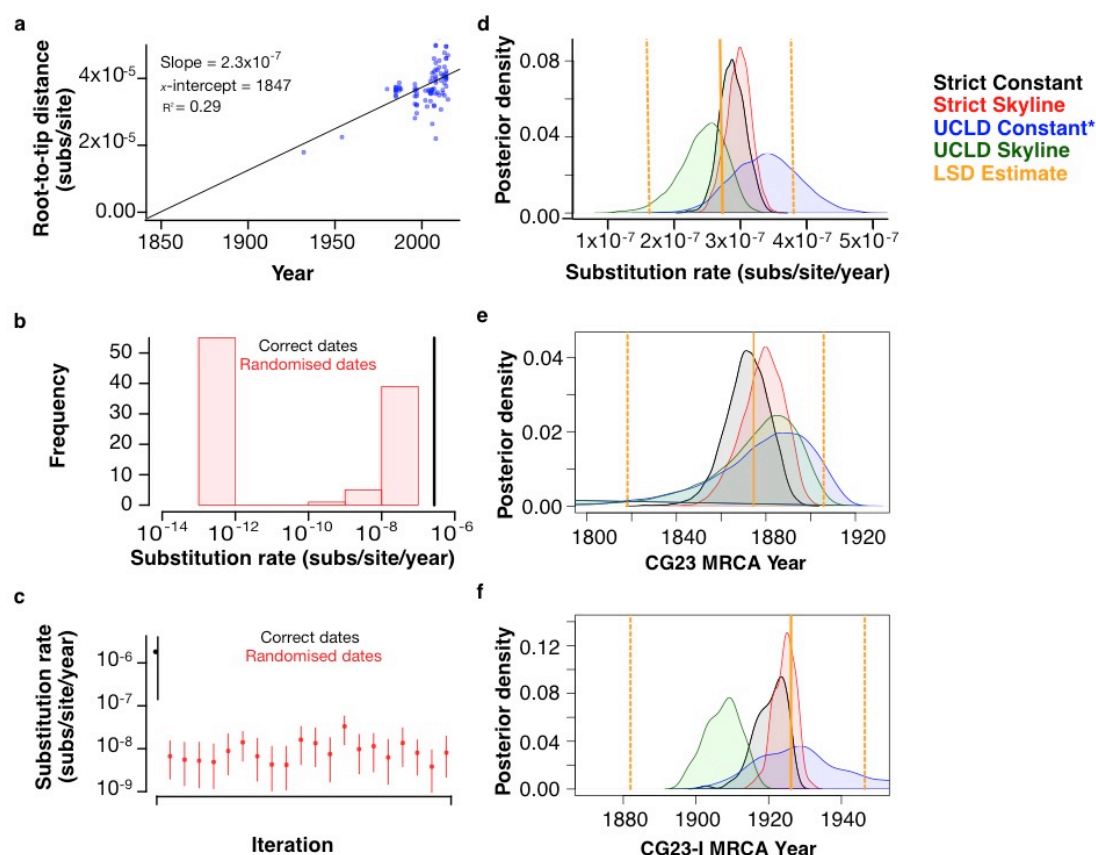 a
Root-to-tip distance
(subs/site)
4x10⁻⁵
2x10⁻⁵
0.00
Slope = 2.3x10⁻⁷
x-intercept = 1847
R² = 0.29
1850 1900 1950 2000
Year
b
Frequency
50
40
30
20
10
0
Correct dates
Randomised dates
10⁻¹⁴ 10⁻¹² 10⁻¹⁰ 10⁻⁸ 10⁻⁶
Substitution rate (subs/site/year)
c
Substitution rate
(subs/site/year)
10⁻⁶
10⁻⁷
10⁻⁸
10⁻⁹
Correct dates
Randomised dates
Iteration
d
Posterior density
0.08
0.04
0.00
1x10⁻⁷ 2x10⁻⁷ 3x10⁻⁷ 4x10⁻⁷ 5x10⁻⁷
Substitution rate (subs/site/year)
Strict Constant
Strict Skyline
UCLD Constant*
UCLD Skyline
LSD Estimate
e
Posterior density
0.04
0.02
0.00
1800 1840 1880 1920
CG23 MRCA Year
f
Posterior density
0.12
0.08
0.04
0.00
1880 1900 1920 1940
CG23-I MRCA Year